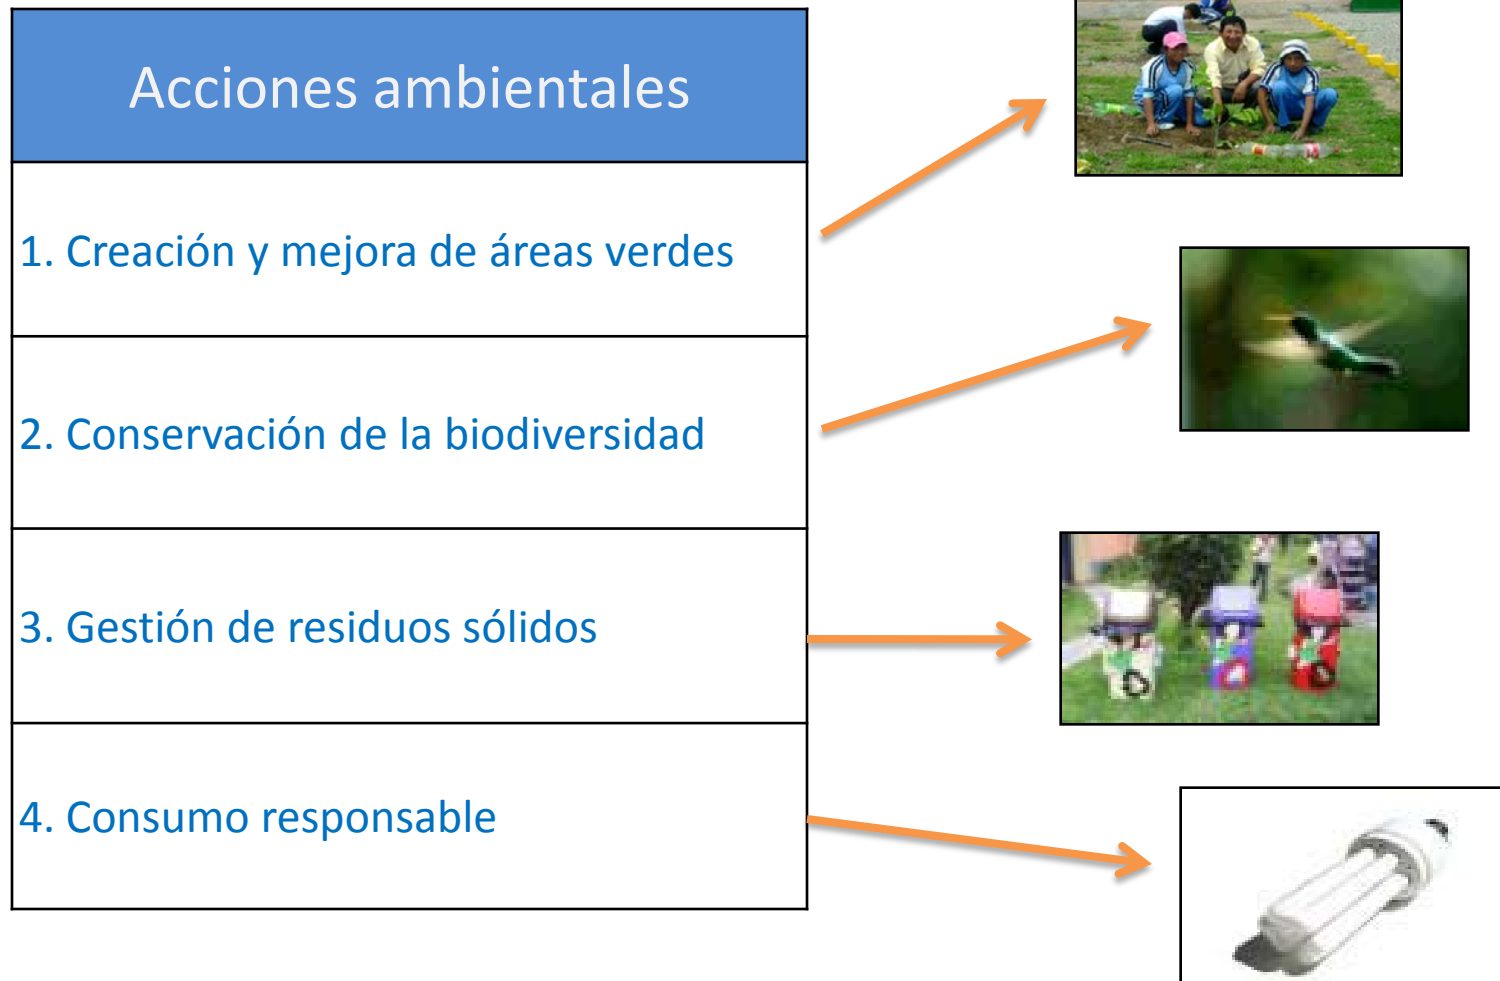 Acciones ambientales
1. Creación y mejora de áreas verdes
2. Conservación de la biodiversidad
3. Gestión de residuos sólidos
4. Consumo responsable